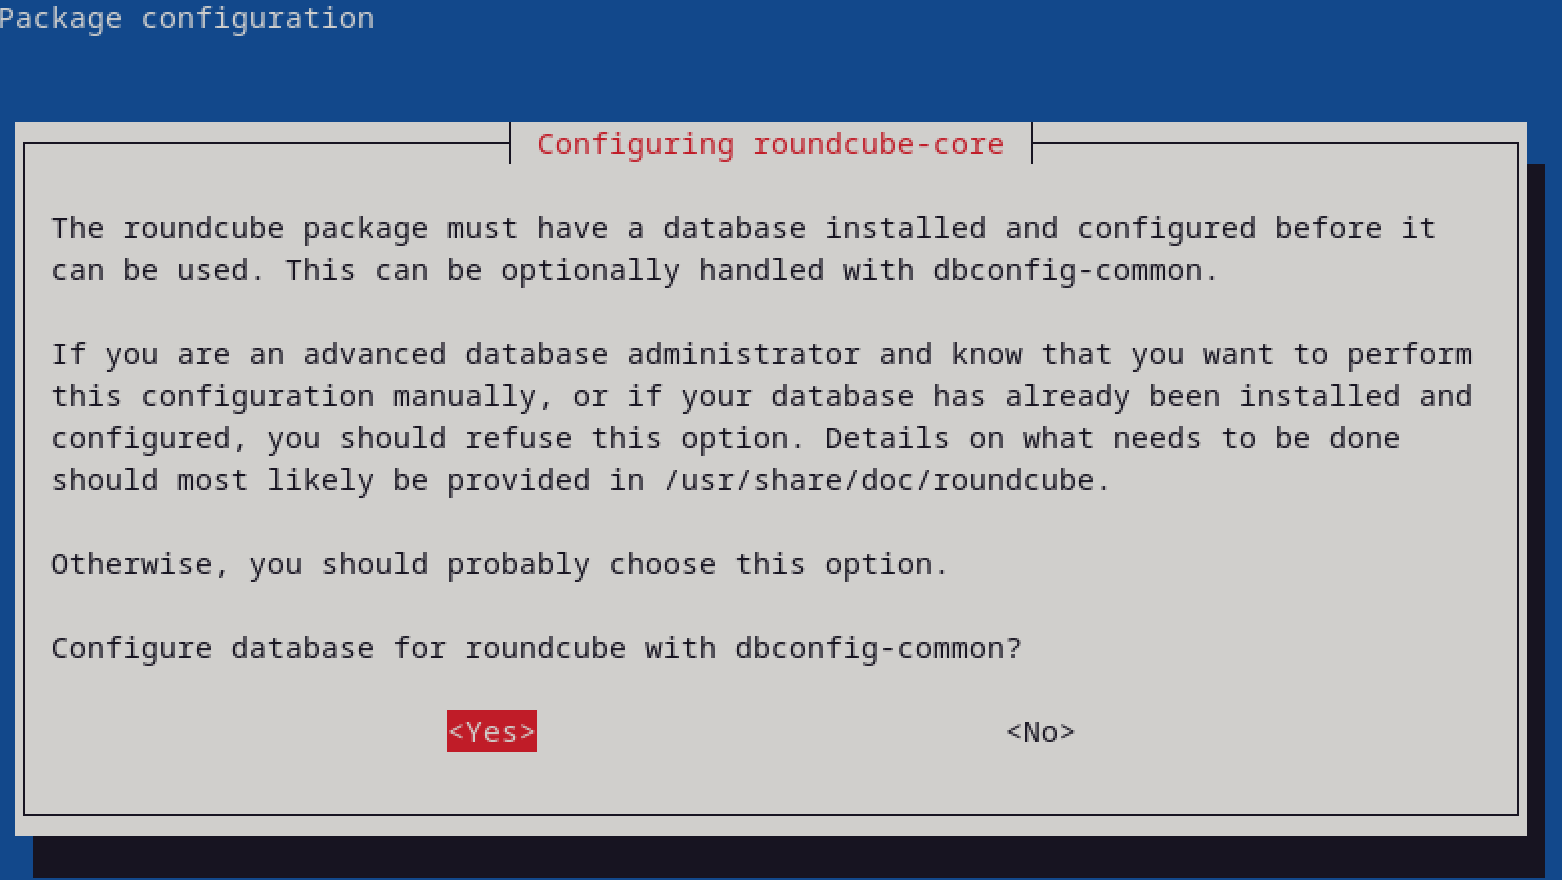 Package configuration
Configuring roundcube-core
The roundcube package must have a database installed and configured before it
can be used. This can be optionally handled with dbconfig-common.
If you are an advanced database administrator and know that you want to perform
this configuration manually, or if your database has already been installed and
configured, you should refuse this option. Details on what needs to be done
should most likely be provided in /usr/share/doc/roundcube.
Otherwise, you should probably choose this option.
Configure database for roundcube with dbconfig-common?
<Yes> <No>